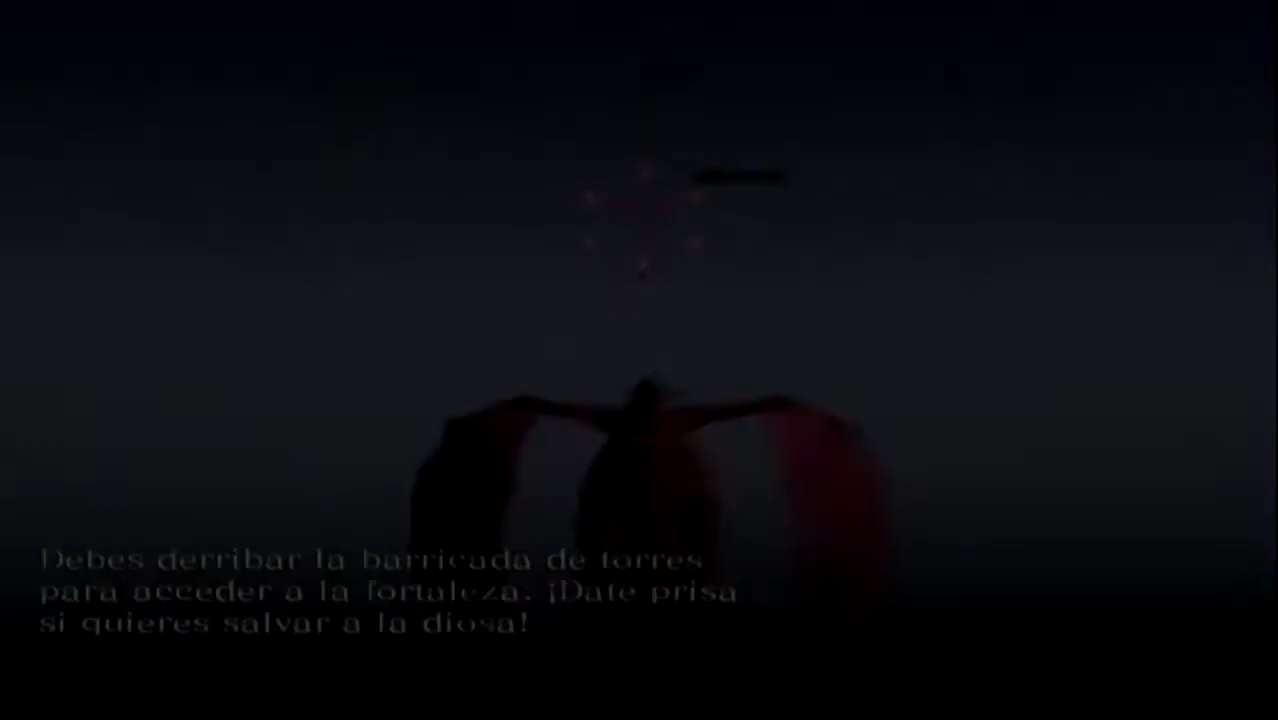 Debes derribar la barricada de torres
para acceder a la fortaleza. ¡Date prisa
si quieres salvar a la diosa!